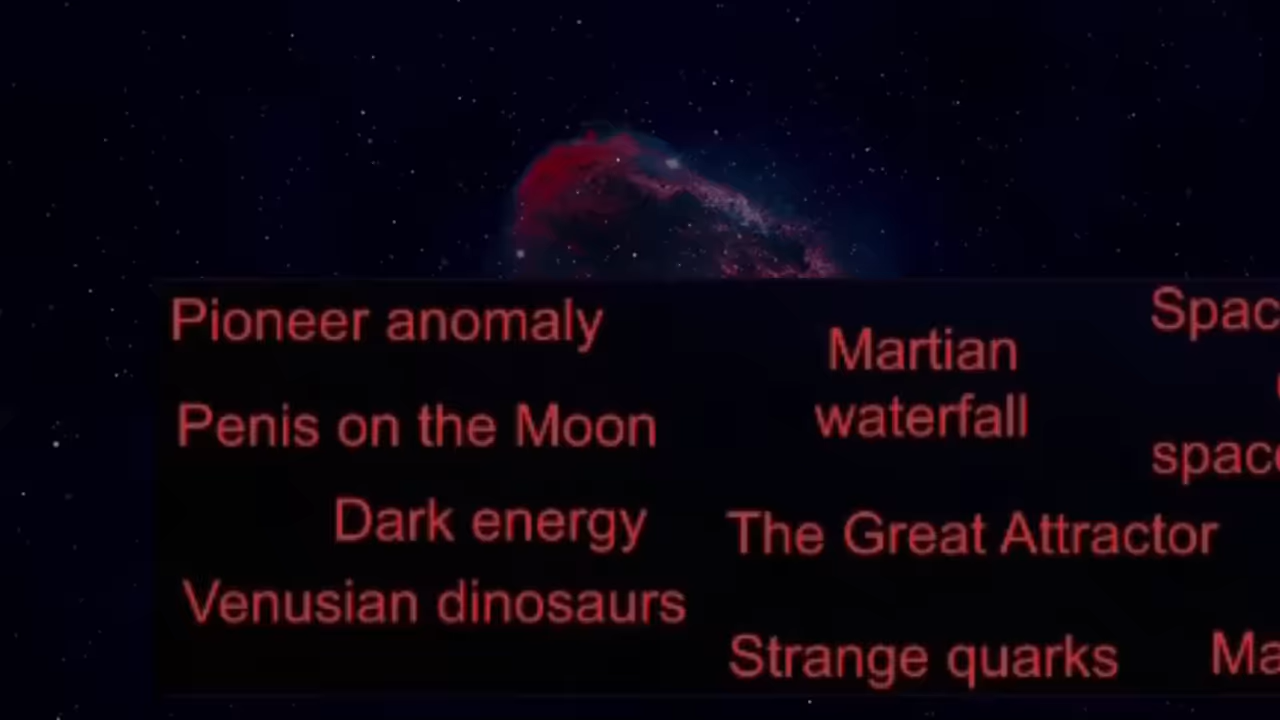 Pioneer anomaly
Penis on the Moon
Dark energy
Venusian dinosaurs
Martian
waterfall
The Great Attractor
Strange quarks